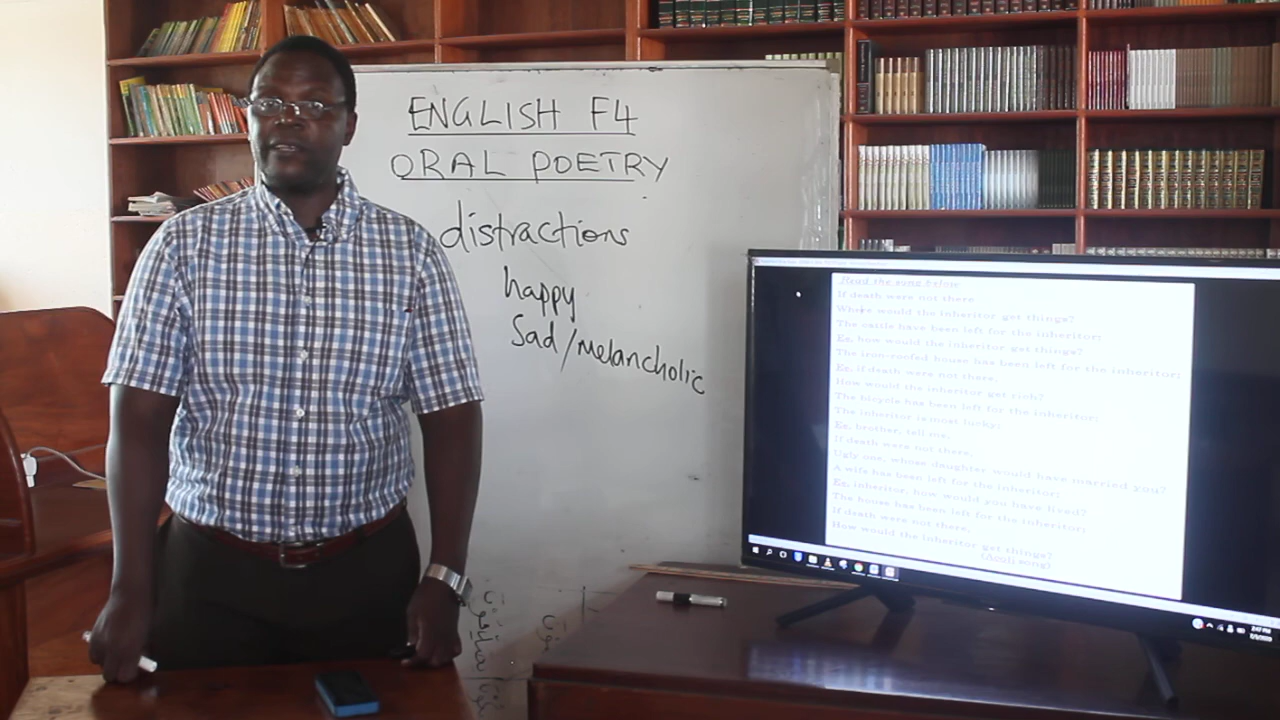 ENGLISH F4
ORAL POETRY
distractions
happy
Sad/melancholic
Read the song below
If death were not there
Where would the inheritor get things?
The cattle have been left for the inheritor;
Ee, how would the inheritor get things?
The iron-roofed house has been left for the inheritor;
Ee, if death were not there,
How would the inheritor get rich?
The bicycle has been left for the inheritor;
The inheritor is most lucky;
Ee, brother, tell me,
If death were not there,
Ugly one, whose daughter would have married you?
A wife has been left for the inheritor;
Ee, inheritor, how would you have lived?
The house has been left for the inheritor;
If death were not there,
How would the inheritor get things?
(Acoli song)